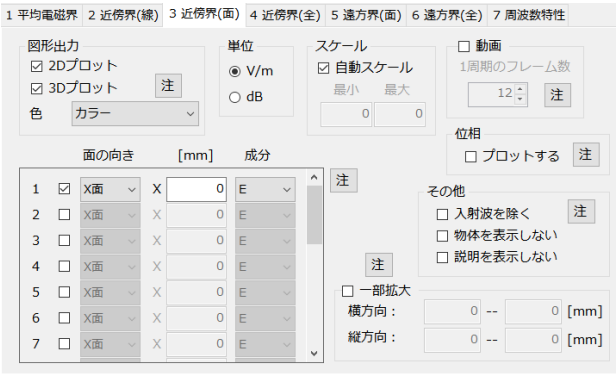 1 平均電磁界 2 近傍界(線) 3 近傍界(面) 4 近傍界(全) 5 遠方界(面) 6 遠方界(全) 7 周波数特性
図形出力
2Dプロット
3Dプロット
注
色 カラー
単位
V/m
dB
スケール
自動スケール
最小 最大
0 0
動画
1周期のフレーム数
12 注
位相
プロットする 注
面の向き [mm] 成分
注
1 X面 X 0 E
2 X面 X 0 E
3 X面 X 0 E
4 X面 X 0 E
5 X面 X 0 E
6 X面 X 0 E
7 X面 X 0 E
その他
入射波を除く 注
物体を表示しない
説明を表示しない
注
一部拡大
横方向 : 0 -- 0 [mm]
縦方向 : 0 -- 0 [mm]